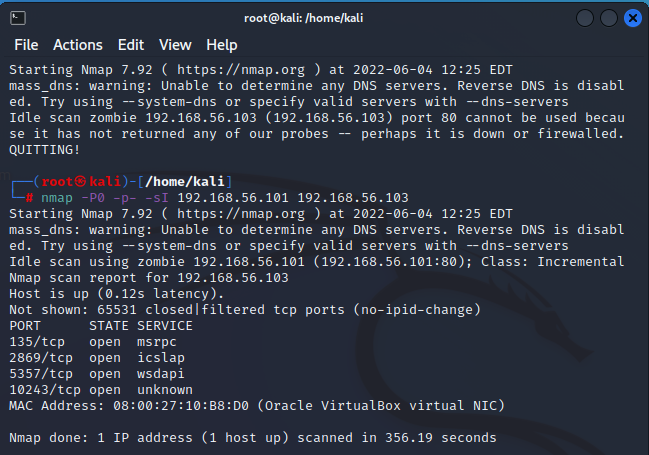 root@kali: /home/kali
File Actions Edit View Help
Starting Nmap 7.92 ( https://nmap.org ) at 2022-06-04 12:25 EDT
mass_dns: warning: Unable to determine any DNS servers. Reverse DNS is disabl
ed. Try using --system-dns or specify valid servers with --dns-servers
Idle scan zombie 192.168.56.103 (192.168.56.103) port 80 cannot be used becau
se it has not returned any of our probes -- perhaps it is down or firewalled.
QUITTING!
┌──(root㉿kali)-[/home/kali]
└─# nmap -P0 -p- -sI 192.168.56.101 192.168.56.103
Starting Nmap 7.92 ( https://nmap.org ) at 2022-06-04 12:25 EDT
mass_dns: warning: Unable to determine any DNS servers. Reverse DNS is disabl
ed. Try using --system-dns or specify valid servers with --dns-servers
Idle scan using zombie 192.168.56.101 (192.168.56.101:80); Class: Incremental
Nmap scan report for 192.168.56.103
Host is up (0.12s latency).
Not shown: 65531 closed|filtered tcp ports (no-ipid-change)
PORT      STATE SERVICE
135/tcp   open  msrpc
2869/tcp  open  icslap
5357/tcp  open  wsdapi
10243/tcp open  unknown
MAC Address: 08:00:27:10:B8:D0 (Oracle VirtualBox virtual NIC)
Nmap done: 1 IP address (1 host up) scanned in 356.19 seconds